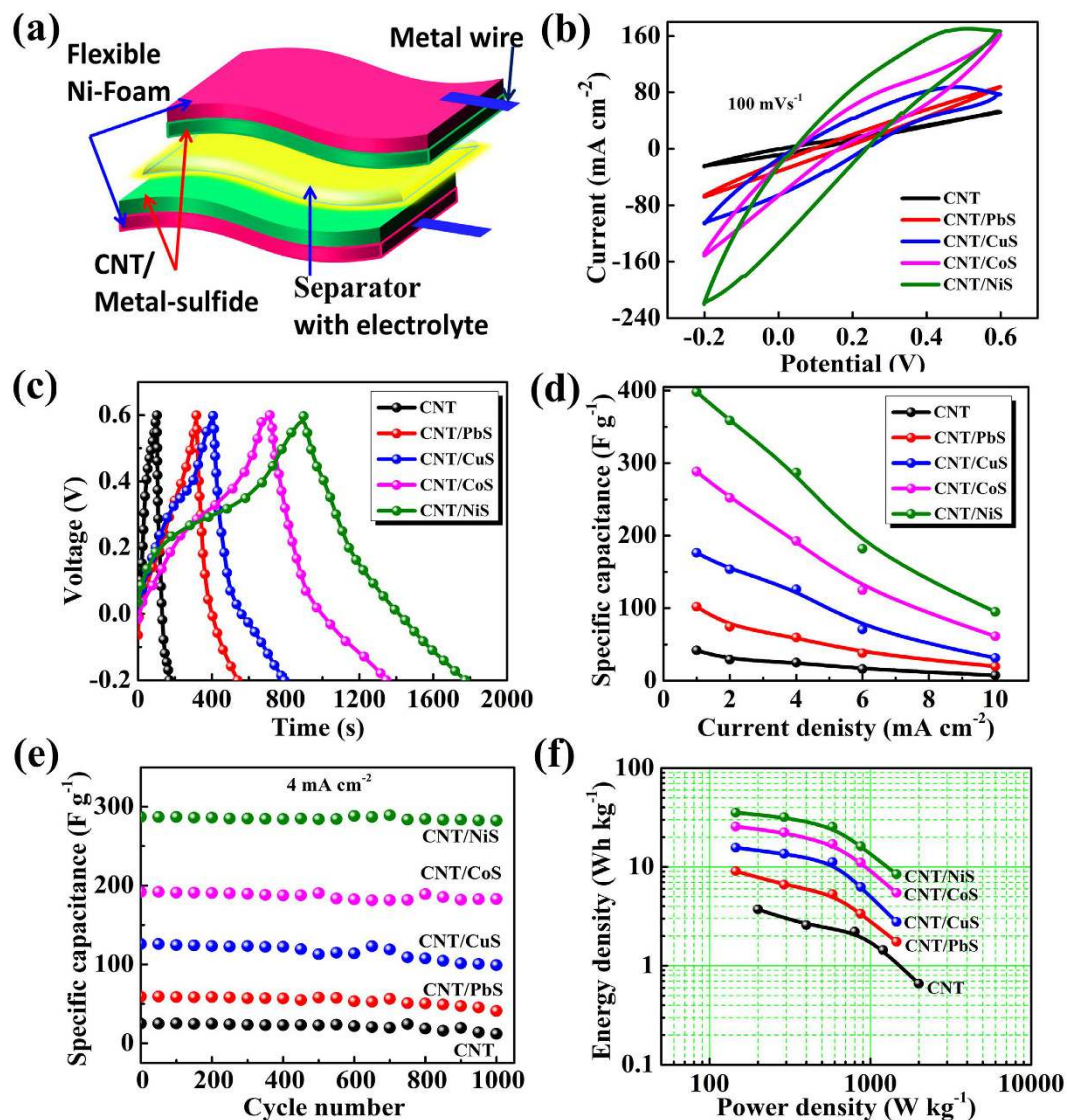 (a)
Flexible
Ni-Foam
Metal wire
CNT/
Metal-sulfide
Separator
with electrolyte
(b)
Current (mA cm-2)
160
80
0
-80
-160
-240
100 mVs-1
CNT
CNT/PbS
CNT/CuS
CNT/CoS
CNT/NiS
-0.2 0.0 0.2 0.4 0.6
Potential (V)
(c)
Voltage (V)
0.6
0.4
0.2
0.0
-0.2
CNT
CNT/PbS
CNT/CuS
CNT/CoS
CNT/NiS
0 400 800 1200 1600 2000
Time (s)
(d)
Specific capacitance (F g-1)
400
300
200
100
0
CNT
CNT/PbS
CNT/CuS
CNT/CoS
CNT/NiS
0 2 4 6 8 10
Current denisty (mA cm-2)
(e)
Specific capacitance (F g-1)
300
200
100
0
4 mA cm-2
CNT/NiS
CNT/CoS
CNT/CuS
CNT/PbS
CNT
0 200 400 600 800 1000
Cycle number
(f)
Energy density (Wh kg-1)
100
10
1
0.1
CNT/NiS
CNT/CoS
CNT/CuS
CNT/PbS
CNT
100 1000 10000
Power density (W kg-1)